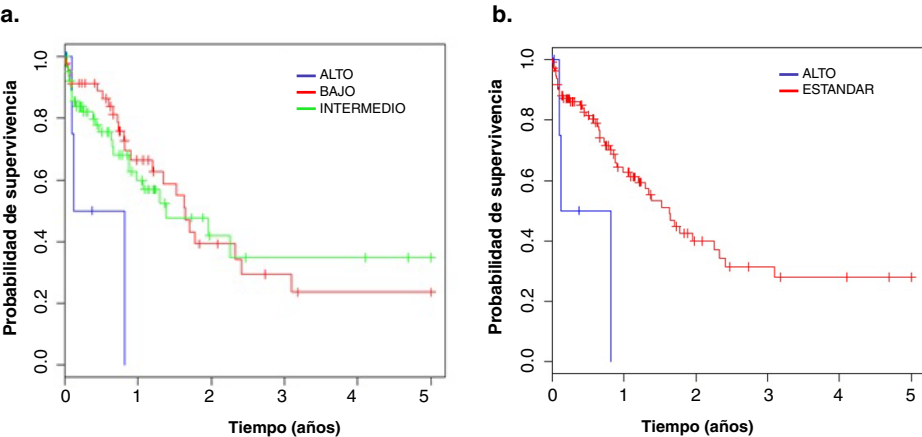 a.
Probabilidad de supervivencia
1.0
0.8
0.6
0.4
0.2
0.0
ALTO
BAJO
INTERMEDIO
0 1 2 3 4 5
Tiempo (años)
b.
Probabilidad de supervivencia
1.0
0.8
0.6
0.4
0.2
0.0
ALTO
ESTANDAR
0 1 2 3 4 5
Tiempo (años)